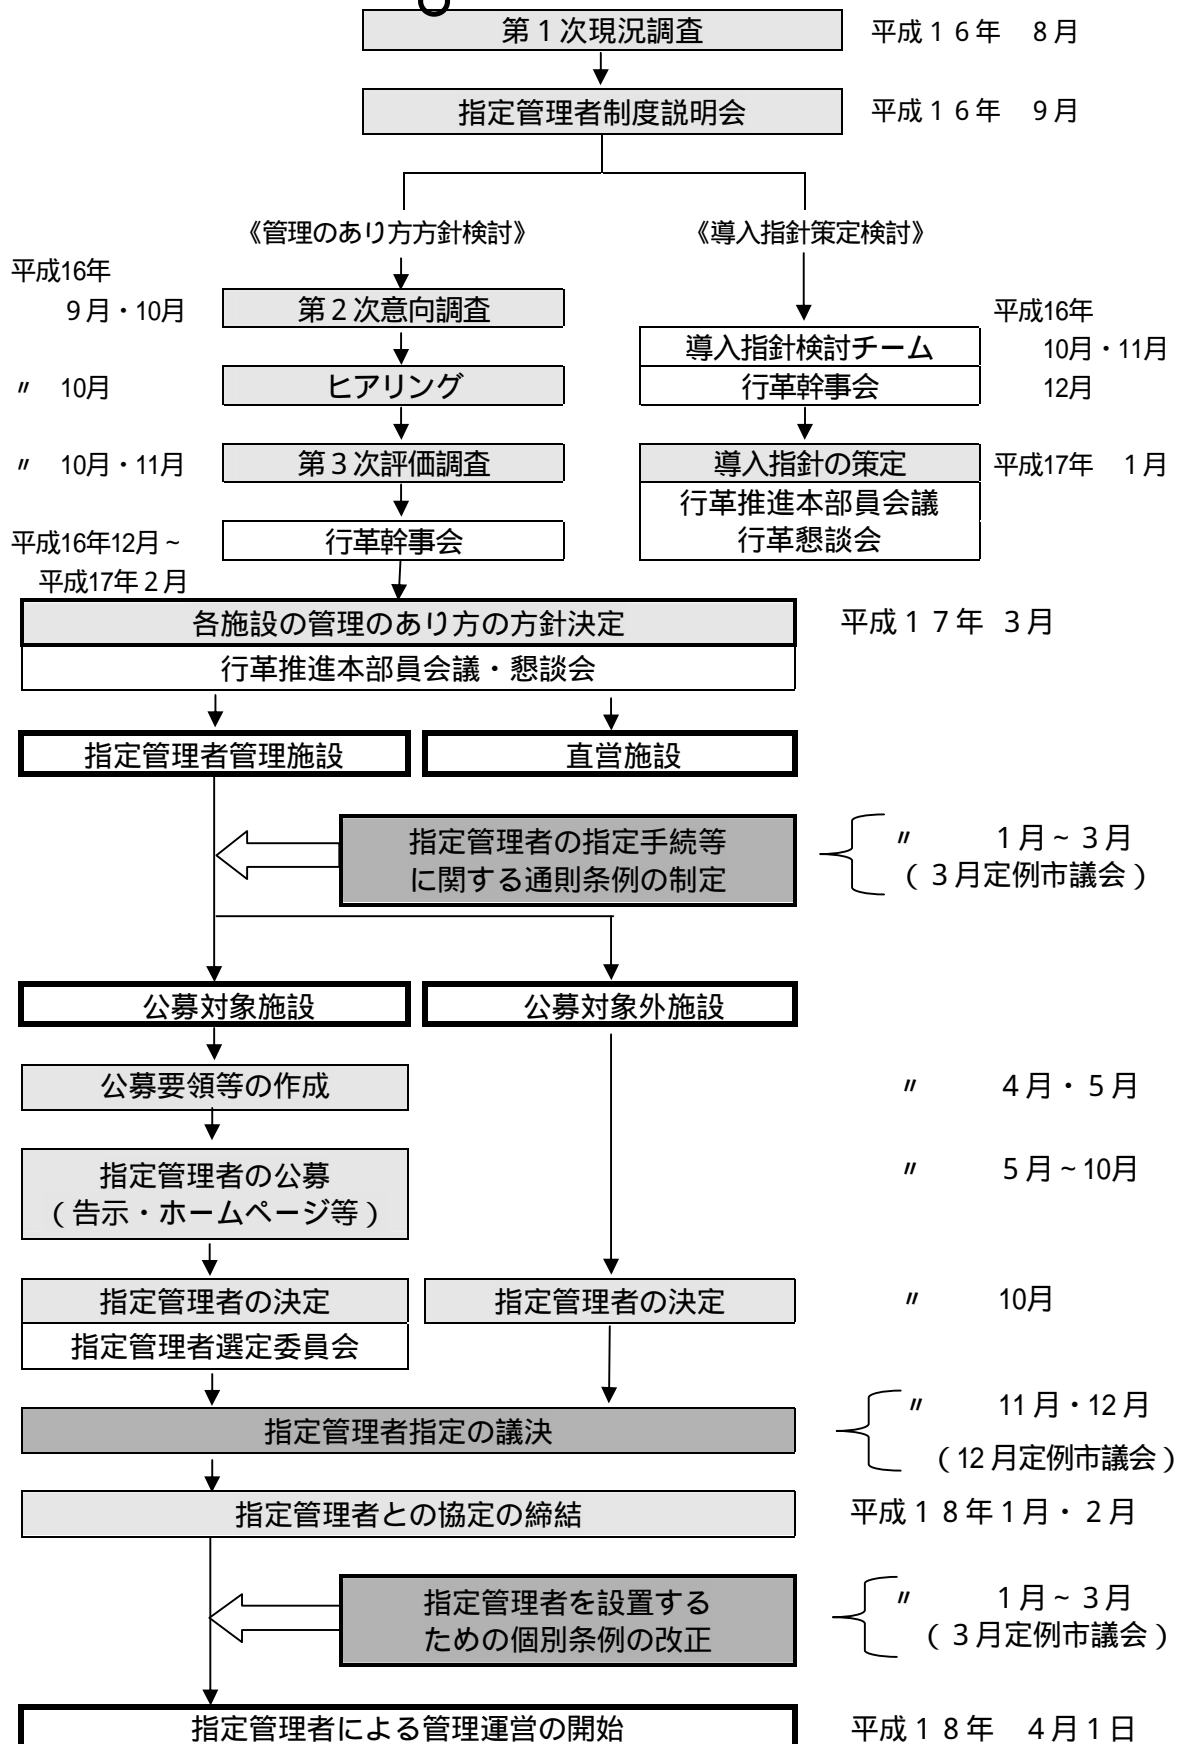 第１次現況調査
平成１６年　８月
指定管理者制度説明会
平成１６年　９月
《管理のあり方方針検討》
《導入指針策定検討》
平成16年
９月・10月
第２次意向調査
平成16年
導入指針検討チーム
10月・11月
〃　10月
ヒアリング
行革幹事会
12月
〃　10月・11月
第３次評価調査
導入指針の策定
平成17年　１月
行革推進本部員会議
行革懇談会
平成16年12月～
平成17年２月
行革幹事会
各施設の管理のあり方の方針決定
平成１７年　３月
行革推進本部員会議・懇談会
指定管理者管理施設
直営施設
指定管理者の指定手続等
に関する通則条例の制定
〃　１月～３月
（３月定例市議会）
公募対象施設
公募対象外施設
公募要領等の作成
〃　４月・５月
指定管理者の公募
（告示・ホームページ等）
〃　５月～10月
指定管理者の決定
指定管理者の決定
〃　10月
指定管理者選定委員会
指定管理者指定の議決
〃　11月・12月
（12月定例市議会）
指定管理者との協定の締結
平成１８年１月・２月
指定管理者を設置する
ための個別条例の改正
〃　１月～３月
（３月定例市議会）
指定管理者による管理運営の開始
平成１８年　４月１日